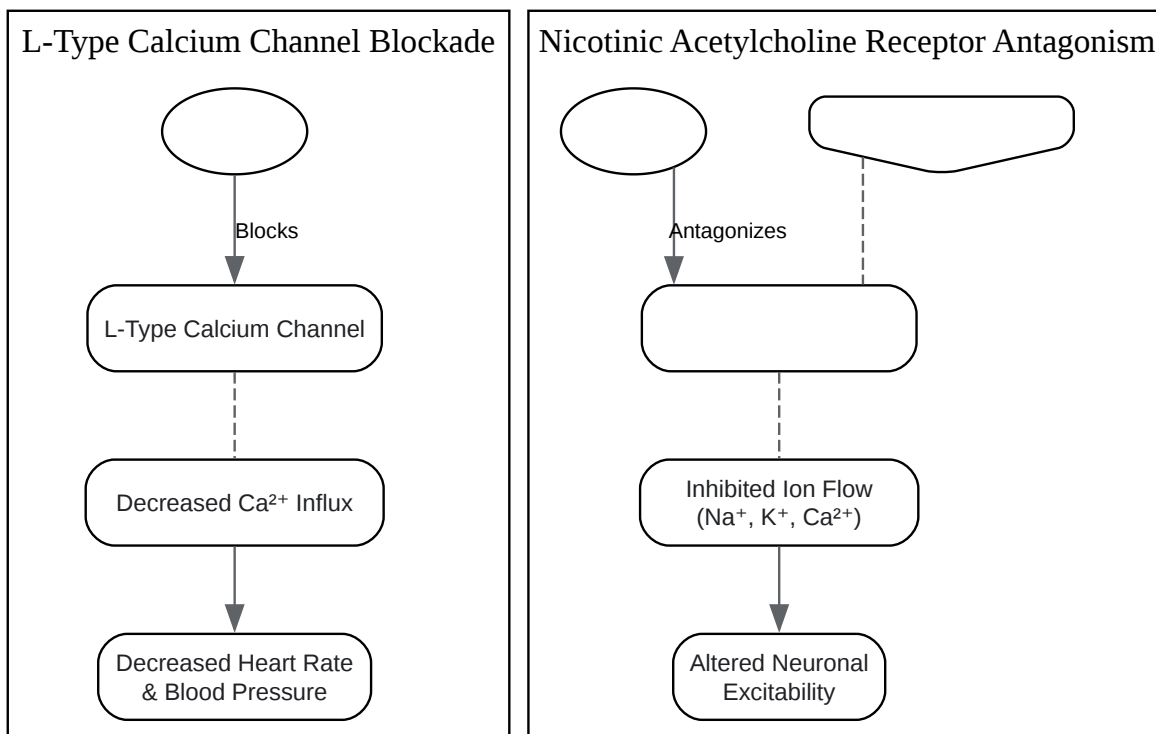 L-Type Calcium Channel Blockade
Blocks
L-Type Calcium Channel
Decreased Ca²⁺ Influx
Decreased Heart Rate
& Blood Pressure
Nicotinic Acetylcholine Receptor Antagonism
Antagonizes
Inhibited Ion Flow
(Na⁺, K⁺, Ca²⁺)
Altered Neuronal
Excitability